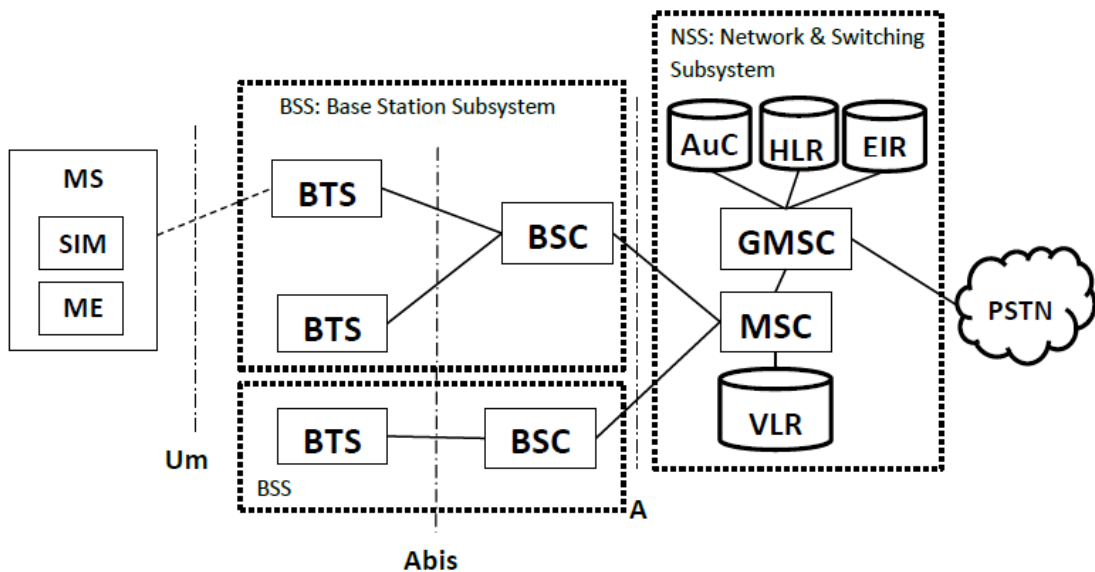 NSS: Network & Switching
Subsystem
BSS: Base Station Subsystem
AuC
HLR
EIR
MS
SIM
ME
BTS
BSC
GMSC
BTS
MSC
PSTN
VLR
BTS
BSC
BSS
Um
A
Abis